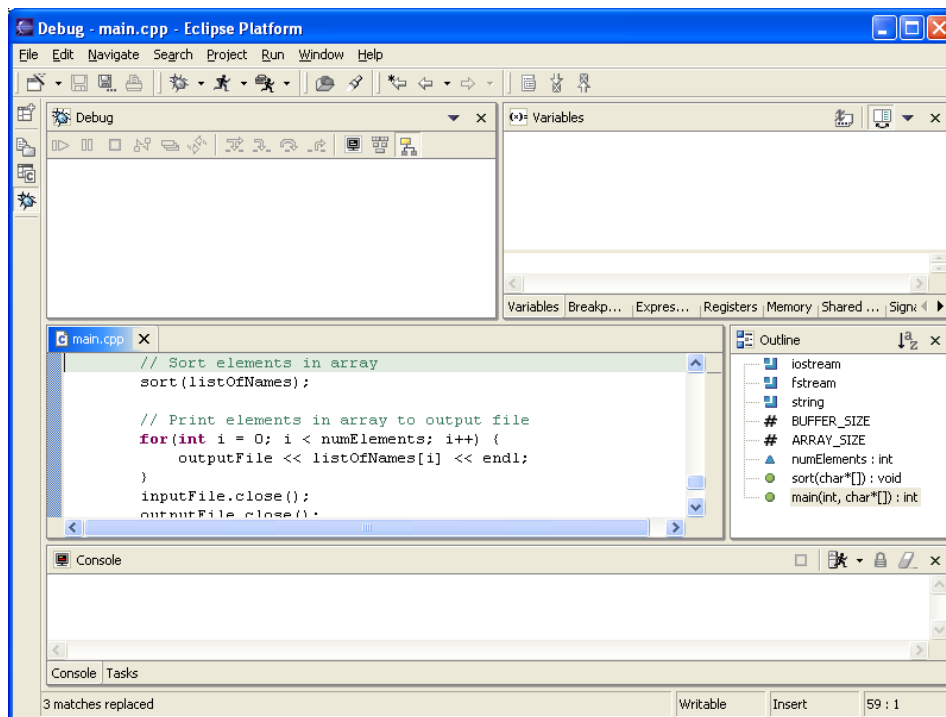 Debug - main.cpp - Eclipse Platform
File Edit Navigate Search Project Run Window Help
Debug
(x)= Variables
Variables Breakp... Expres... Registers Memory Shared ... Signa
main.cpp
// Sort elements in array
sort(listOfNames);
// Print elements in array to output file
for(int i = 0; i < numElements; i++) {
outputFile << listOfNames[i] << endl;
}
inputFile.close();
outputFile.close();
Outline
iostream
fstream
string
# BUFFER_SIZE
# ARRAY_SIZE
numElements : int
sort(char*[]) : void
main(int, char*[]) : int
Console
Console Tasks
3 matches replaced
Writable
Insert
59 : 1